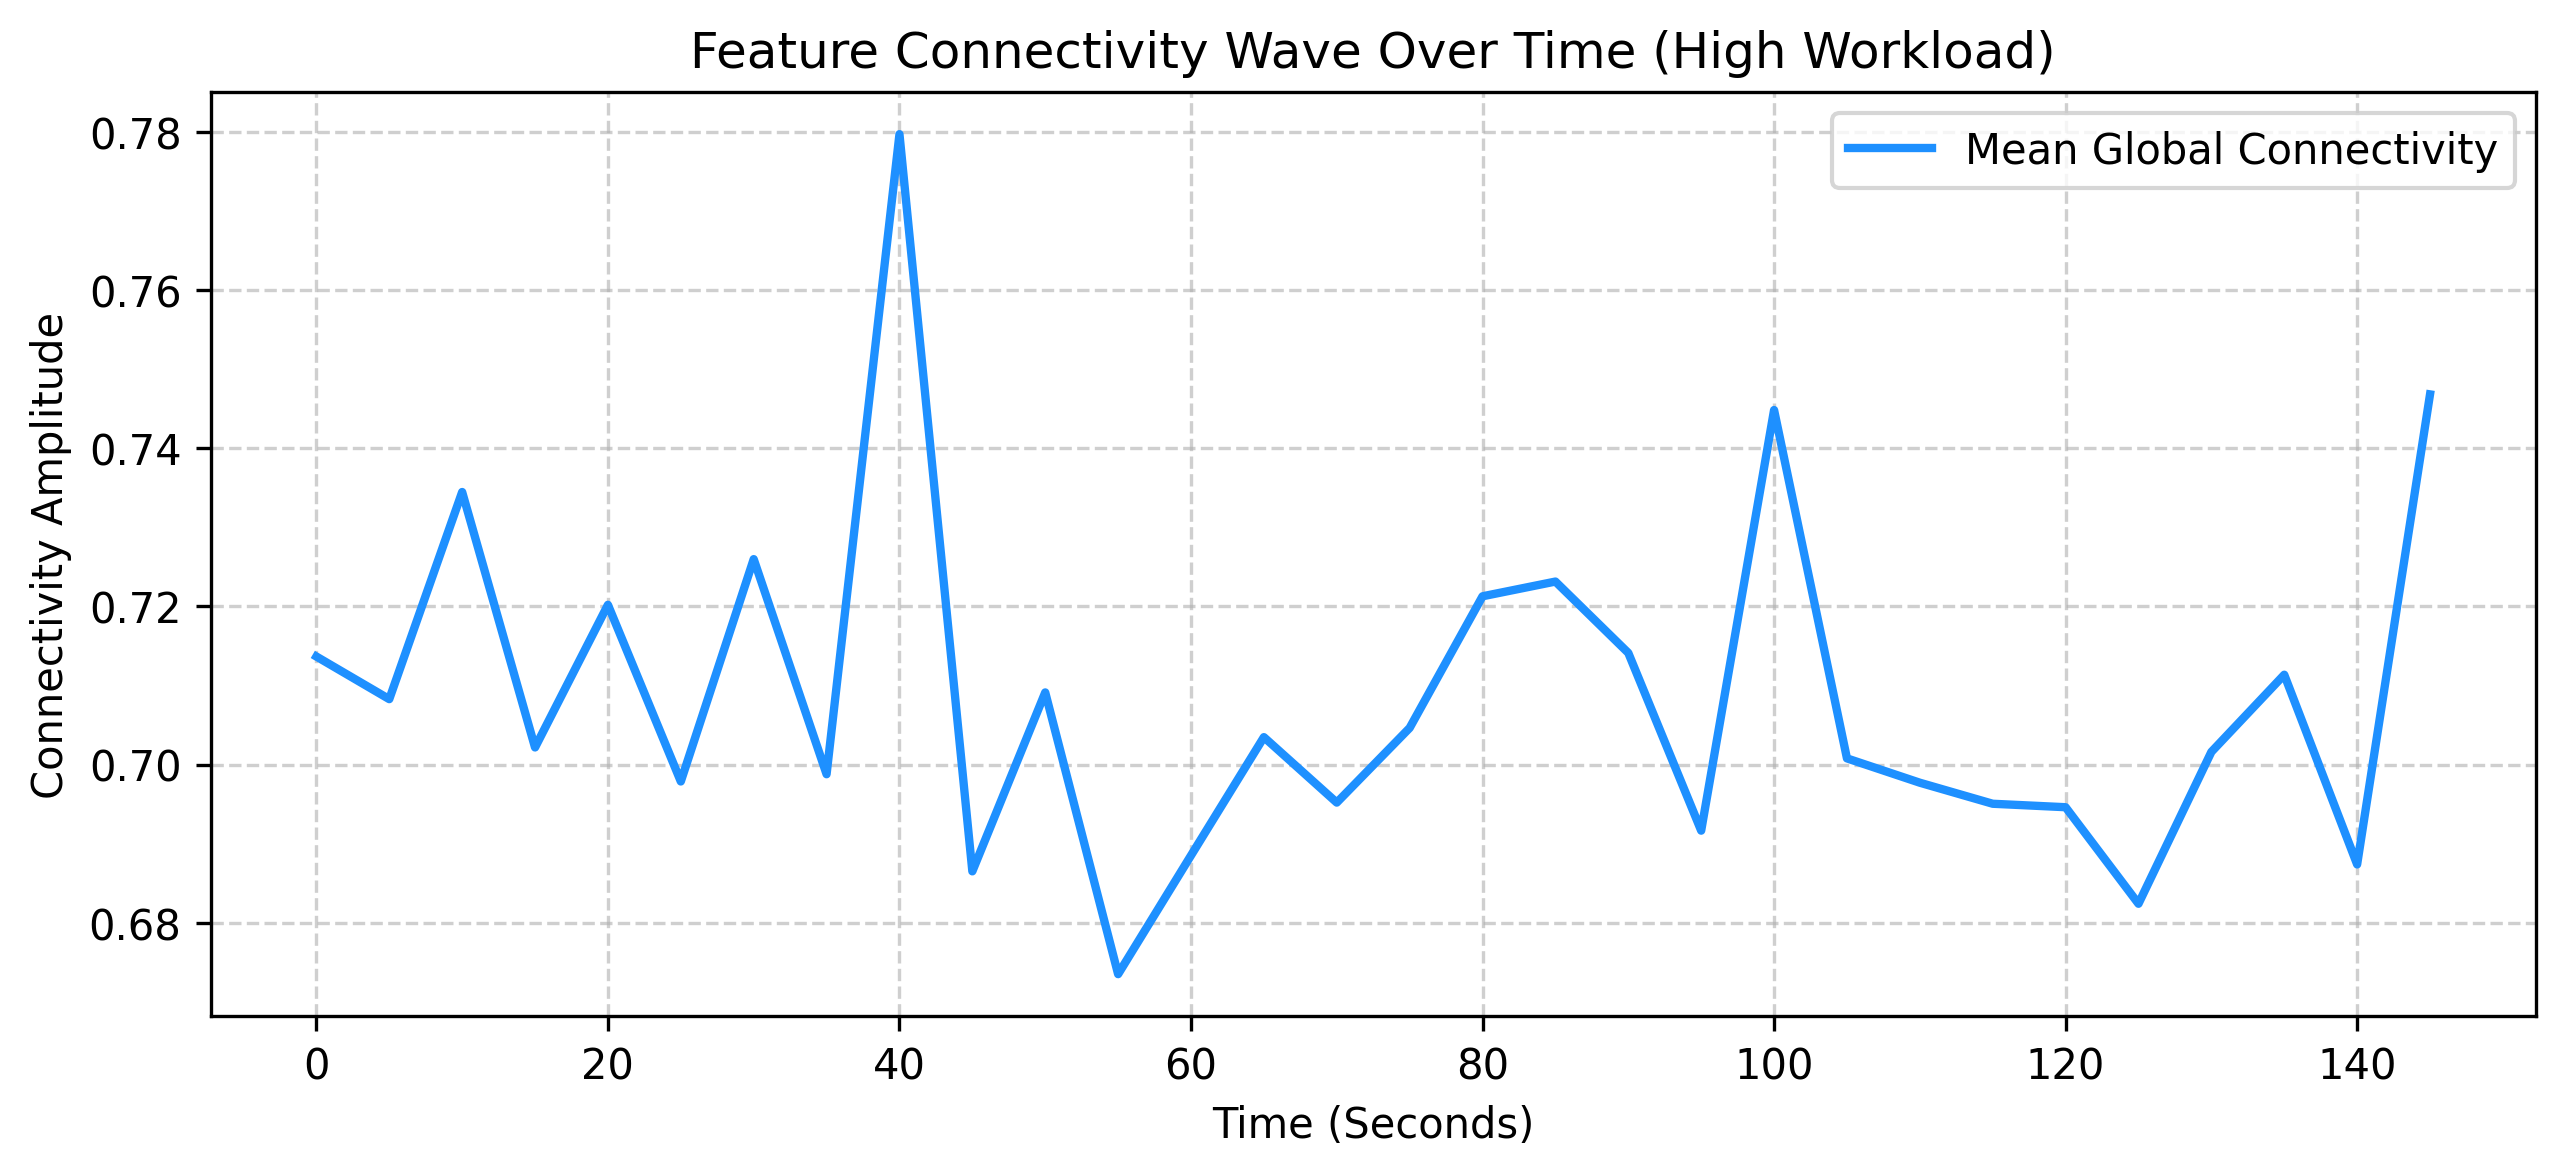 Feature Connectivity Wave Over Time (High Workload)
Mean Global Connectivity
Connectivity Amplitude
0.78
0.76
0.74
0.72
0.70
0.68
0 20 40 60 80 100 120 140
Time (Seconds)